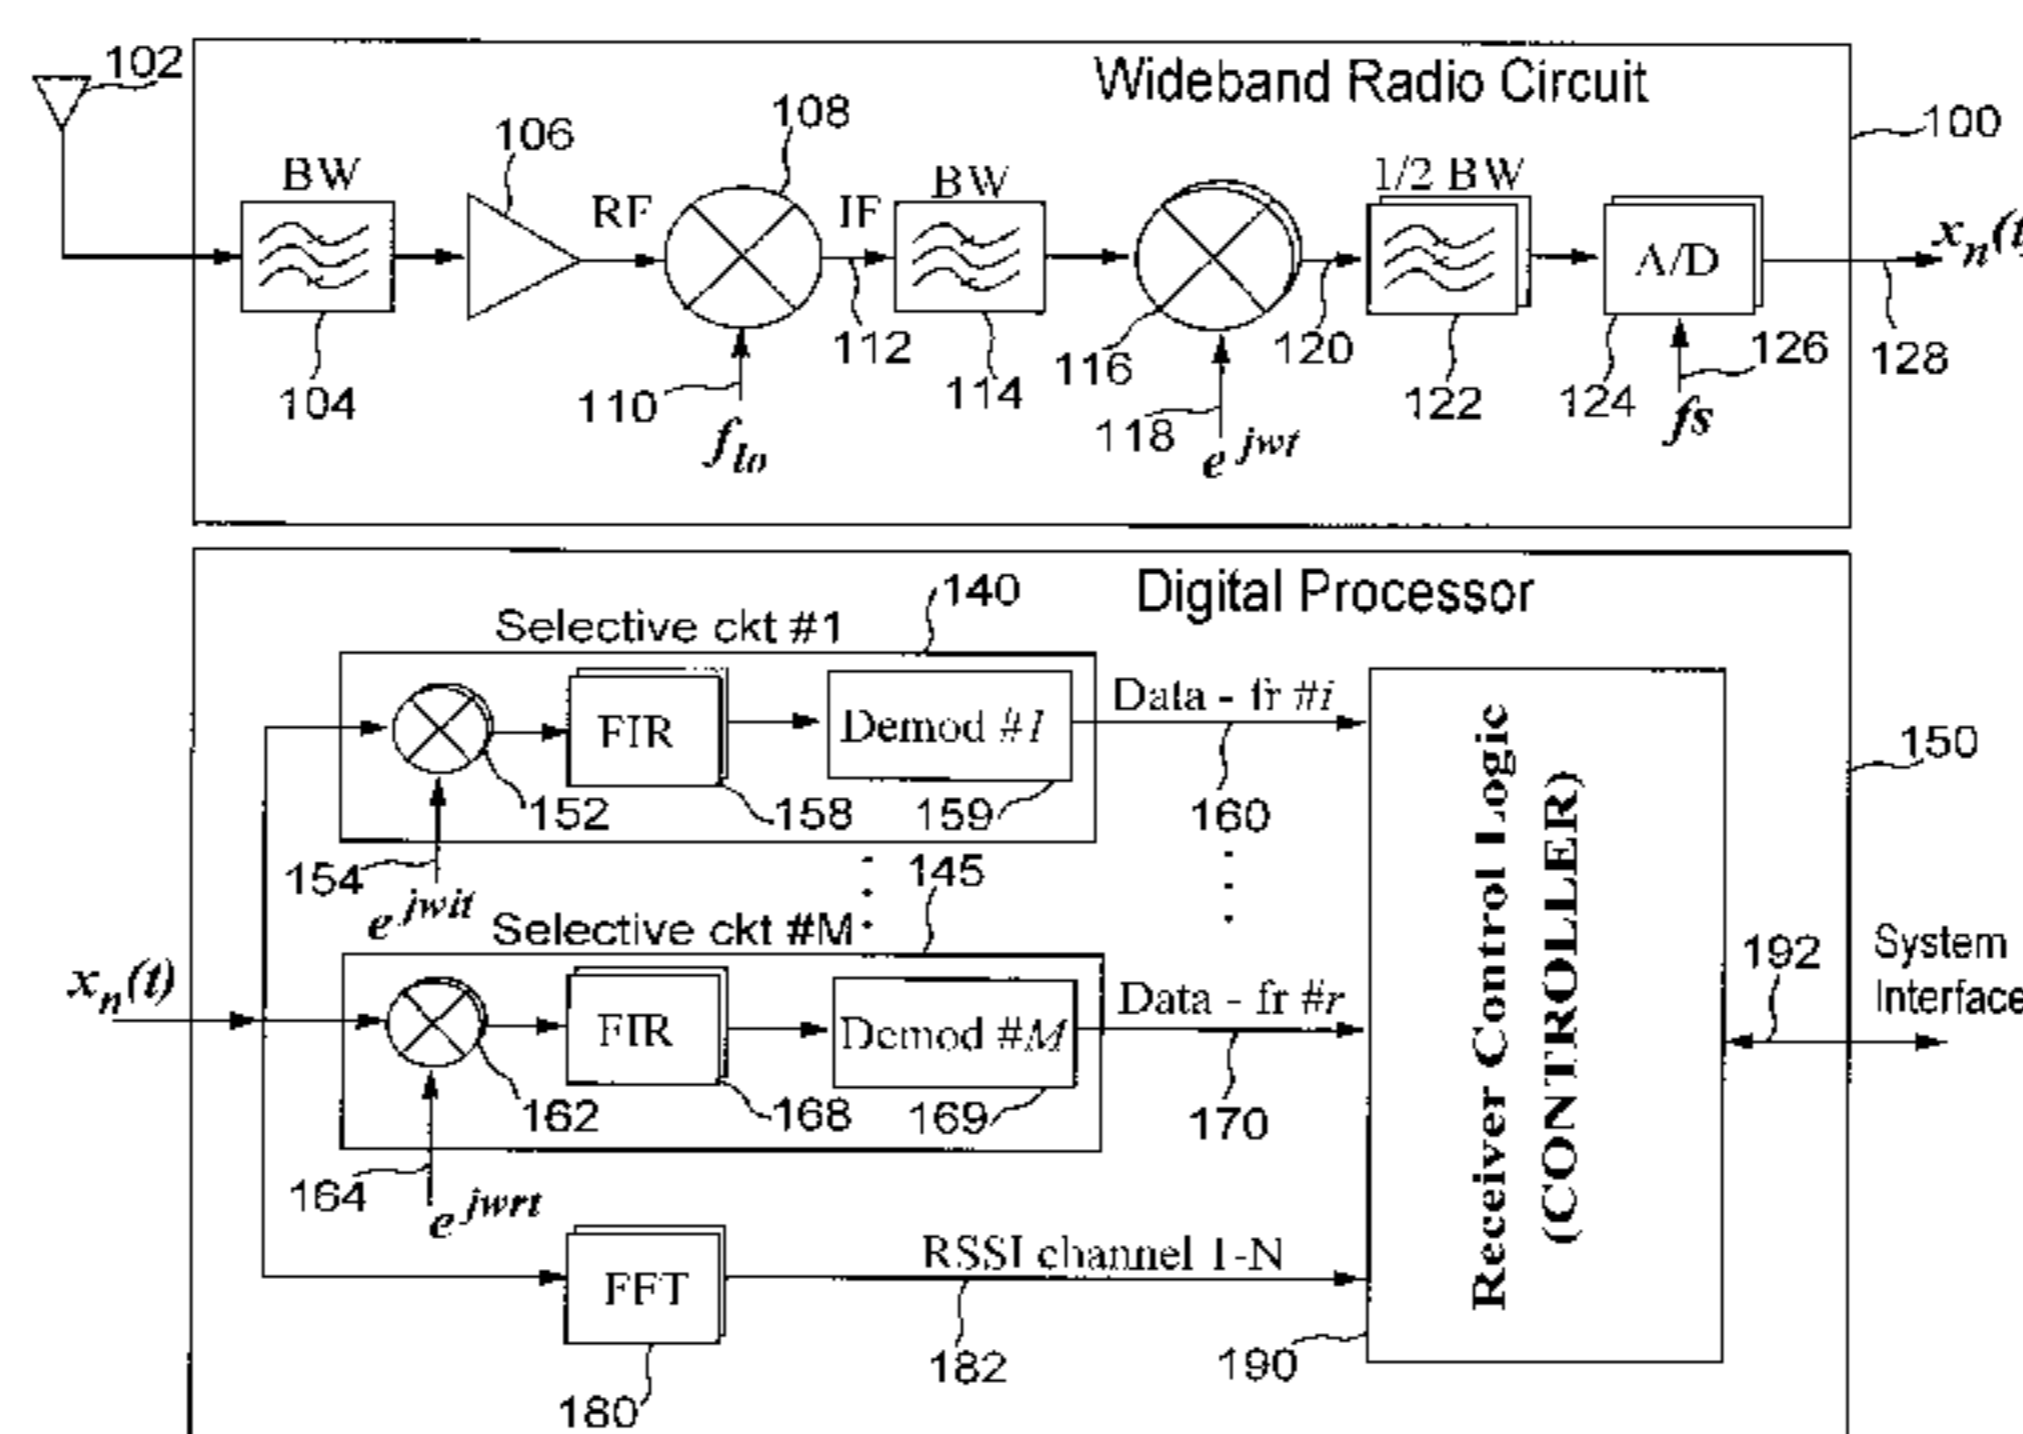 102
Wideband Radio Circuit
100
BW
106
RF
108
IF
BW
1/2 BW
A/D
xn(t)
104
110
flo
112
114
116
118
e jwt
120
122
124
126
fs
128
Digital Processor
140
Selective ckt #1
FIR
Demod #1
Data - fr #i
150
152
158
159
160
154
e jwit
145
Selective ckt #M
xn(t)
FIR
Demod #M
Data - fr #r
192
System
Interface
162
168
169
170
164
e jwrt
FFT
RSSI channel 1-N
180
182
190
Receiver Control Logic
(CONTROLLER)